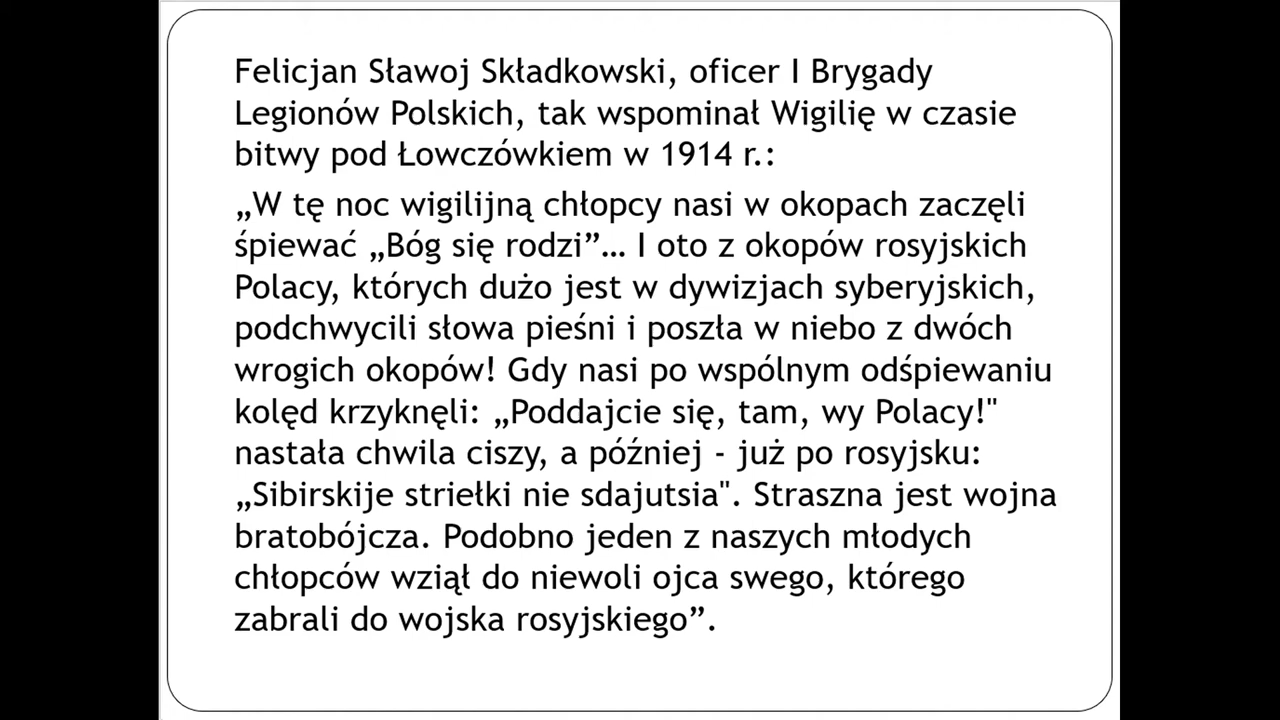 Felicjan Sławoj Składkowski, oficer I Brygady
Legionów Polskich, tak wspominał Wigilię w czasie
bitwy pod Łowczówkiem w 1914 r.:
„W tę noc wigilijną chłopcy nasi w okopach zaczęli
śpiewać „Bóg się rodzi”… I oto z okopów rosyjskich
Polacy, których dużo jest w dywizjach syberyjskich,
podchwycili słowa pieśni i poszła w niebo z dwóch
wrogich okopów! Gdy nasi po wspólnym odśpiewaniu
kolęd krzyknęli: „Poddajcie się, tam, wy Polacy!"
nastała chwila ciszy, a później - już po rosyjsku:
„Sibirskije striełki nie sdajutsia". Straszna jest wojna
bratobójcza. Podobno jeden z naszych młodych
chłopców wziął do niewoli ojca swego, którego
zabrali do wojska rosyjskiego”.